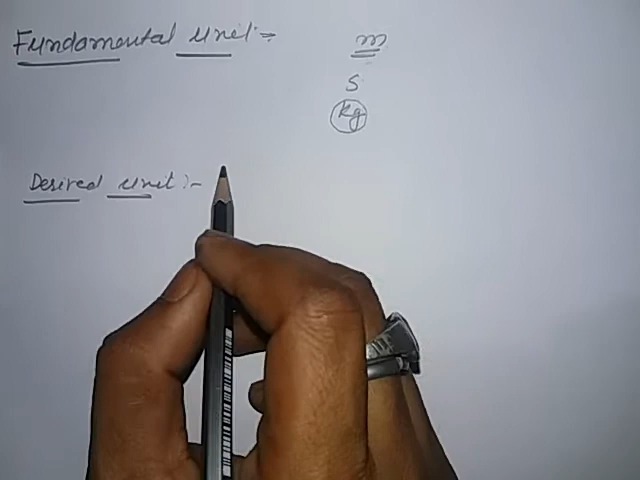 Fundamental unit :-
m
s
kg
Desired unit :-